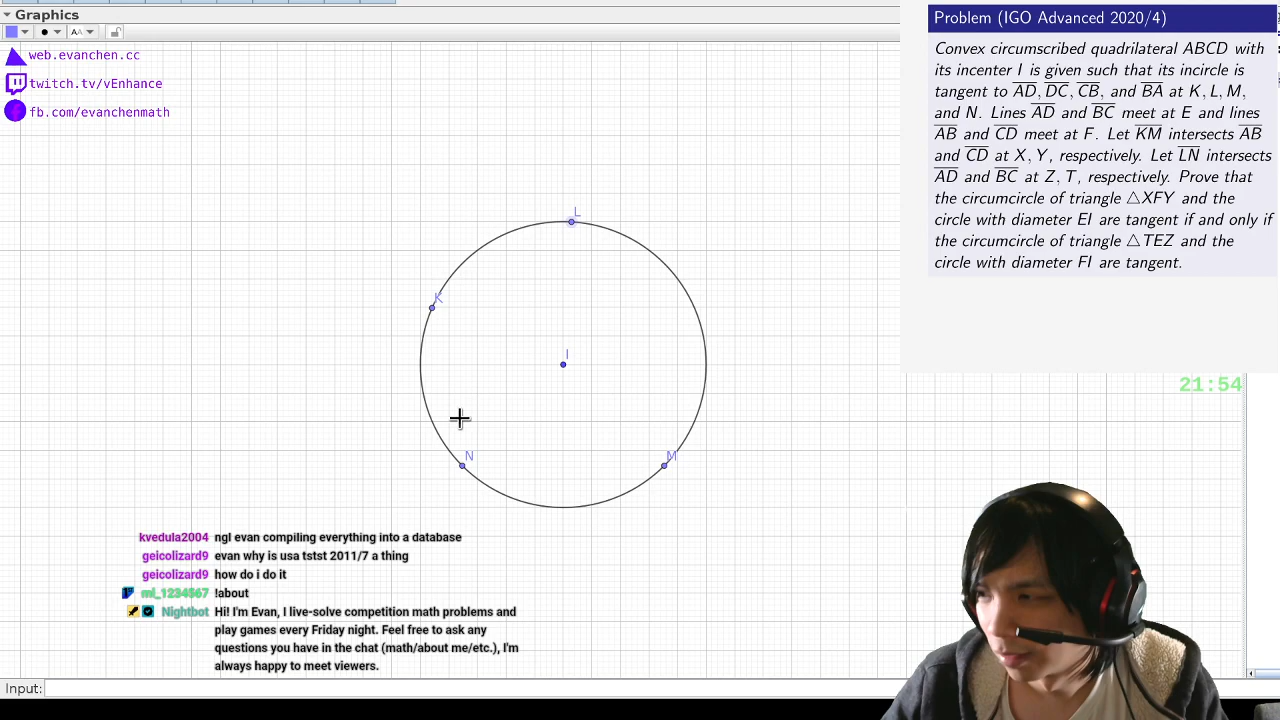 Graphics
web.evanchen.cc
twitch.tv/vEnhance
fb.com/evanchenmath
Problem (IGO Advanced 2020/4)
Convex circumscribed quadrilateral ABCD with
its incenter I is given such that its incircle is
tangent to AD, DC, CB, and BA at K, L, M,
and N. Lines AD and BC meet at E and lines
AB and CD meet at F. Let KM intersects AB
and CD at X, Y, respectively. Let LN intersects
AD and BC at Z, T, respectively. Prove that
the circumcircle of triangle △XFY and the
circle with diameter EI are tangent if and only if
the circumcircle of triangle △TEZ and the
circle with diameter FI are tangent.
21:54
L
K
I
N
M
kvedula2004 ngl evan compiling everything into a database
geicolizard9 evan why is usa tstst 2011/7 a thing
geicolizard9 how do i do it
ml_1234567 !about
Nightbot Hi! I'm Evan, I live-solve competition math problems and
play games every Friday night. Feel free to ask any
questions you have in the chat (math/about me/etc.), I'm
always happy to meet viewers.
Input: